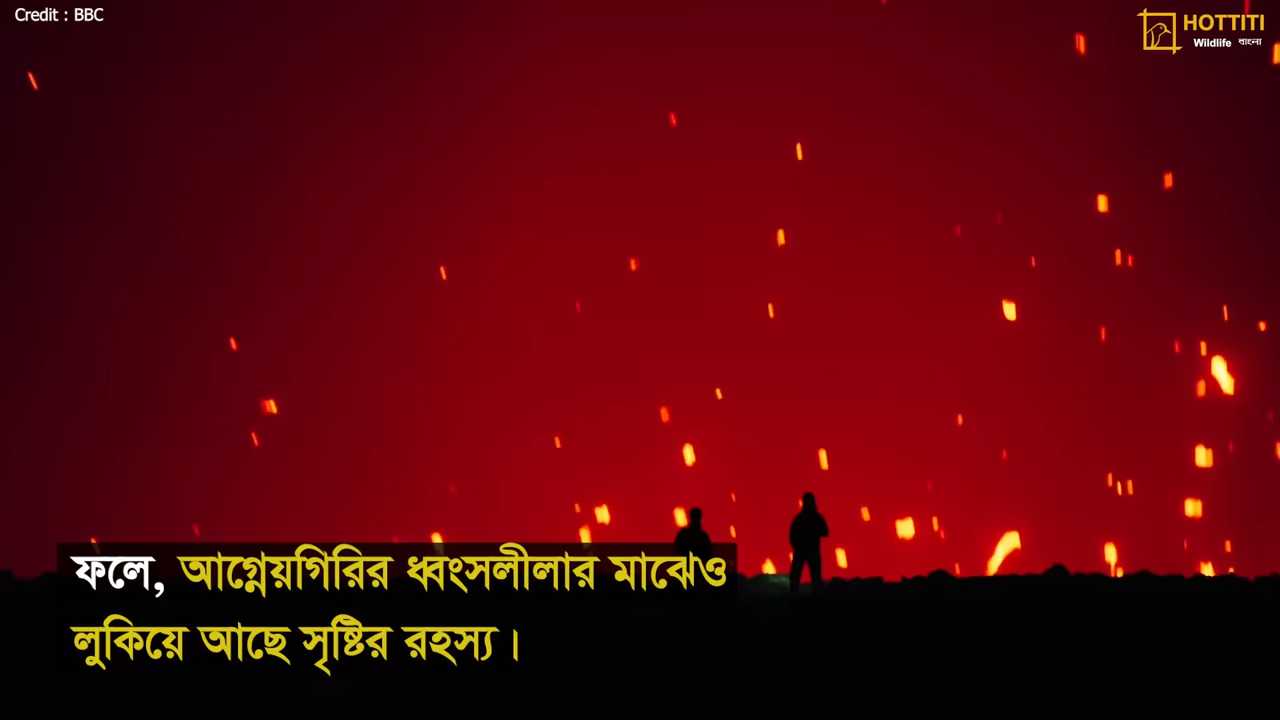 Credit : BBC
HOTTITI
Wildlife বাংলা
ফলে, আগ্নেয়গিরির ধ্বংসলীলার মাঝেও
লুকিয়ে আছে সৃষ্টির রহস্য।